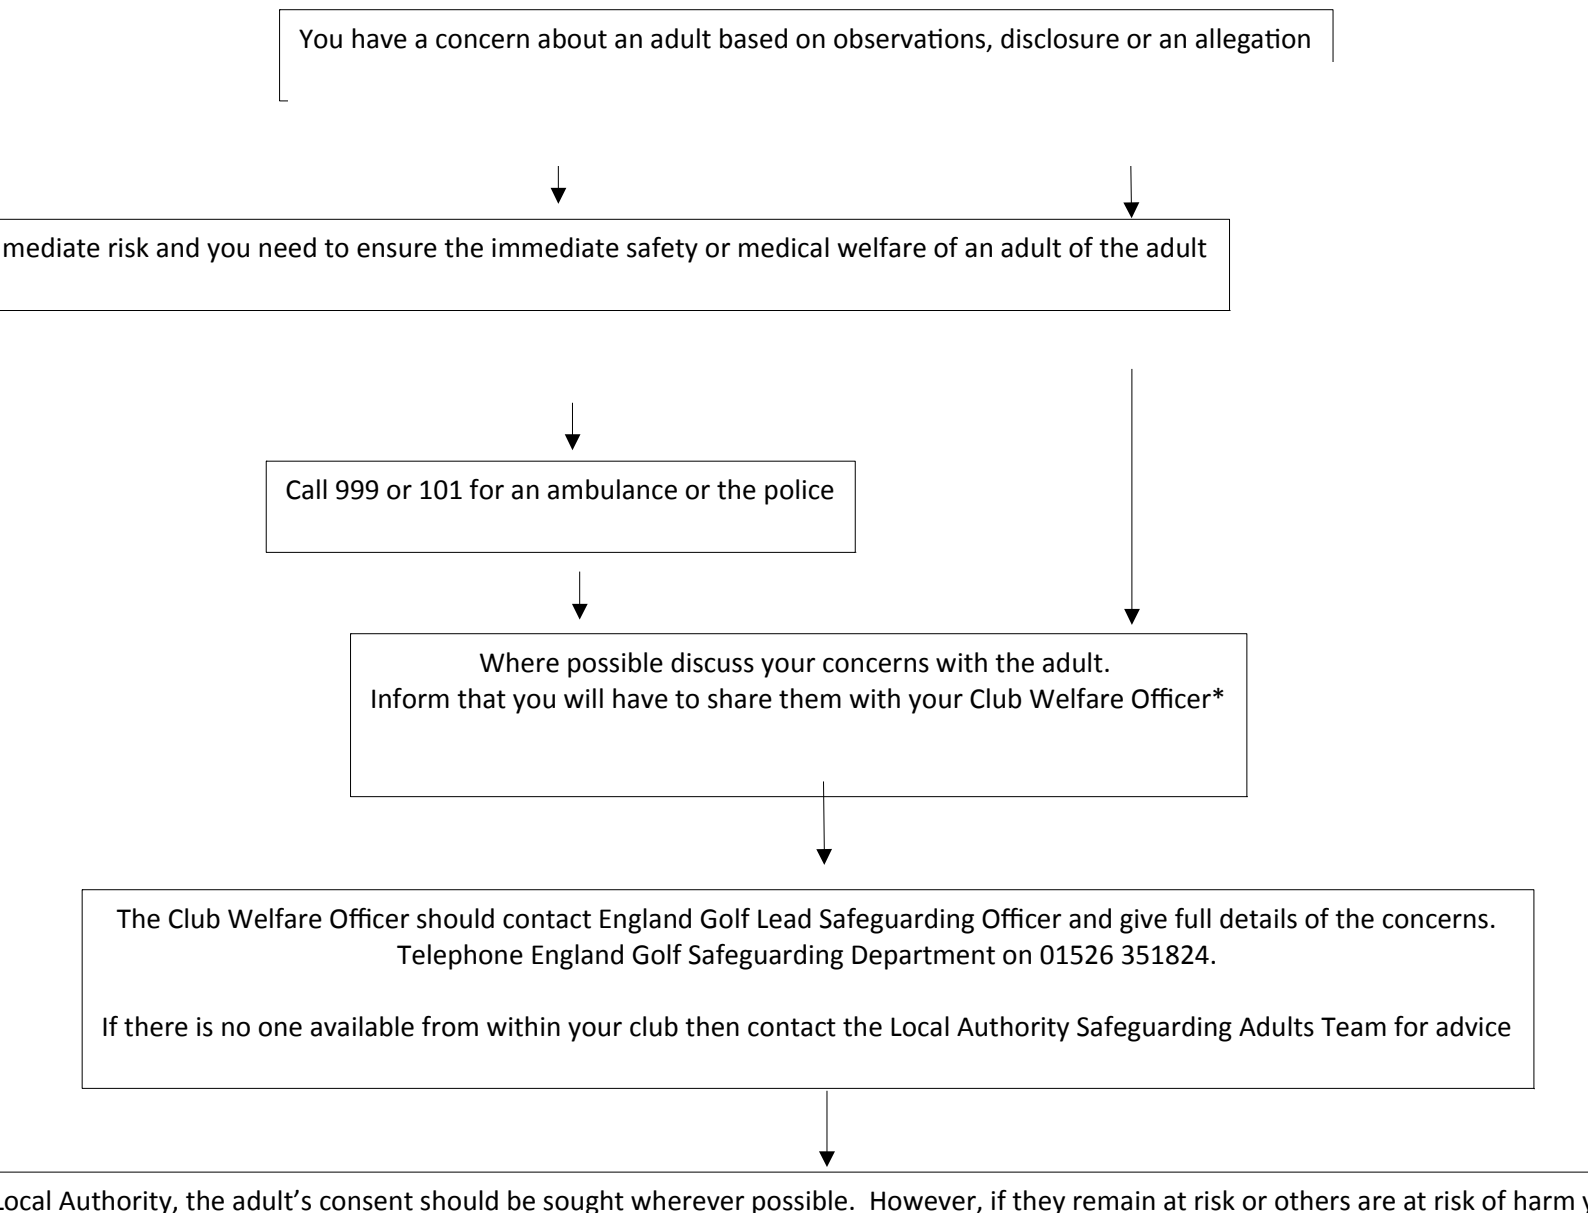 You have a concern about an adult based on observations, disclosure or an allegation
mediate risk and you need to ensure the immediate safety or medical welfare of an adult of the adult
Call 999 or 101 for an ambulance or the police
Where possible discuss your concerns with the adult.
Inform that you will have to share them with your Club Welfare Officer*
The Club Welfare Officer should contact England Golf Lead Safeguarding Officer and give full details of the concerns.
Telephone England Golf Safeguarding Department on 01526 351824.
If there is no one available from within your club then contact the Local Authority Safeguarding Adults Team for advice
Local Authority, the adult’s consent should be sought wherever possible.  However, if they remain at risk or others are at risk of harm